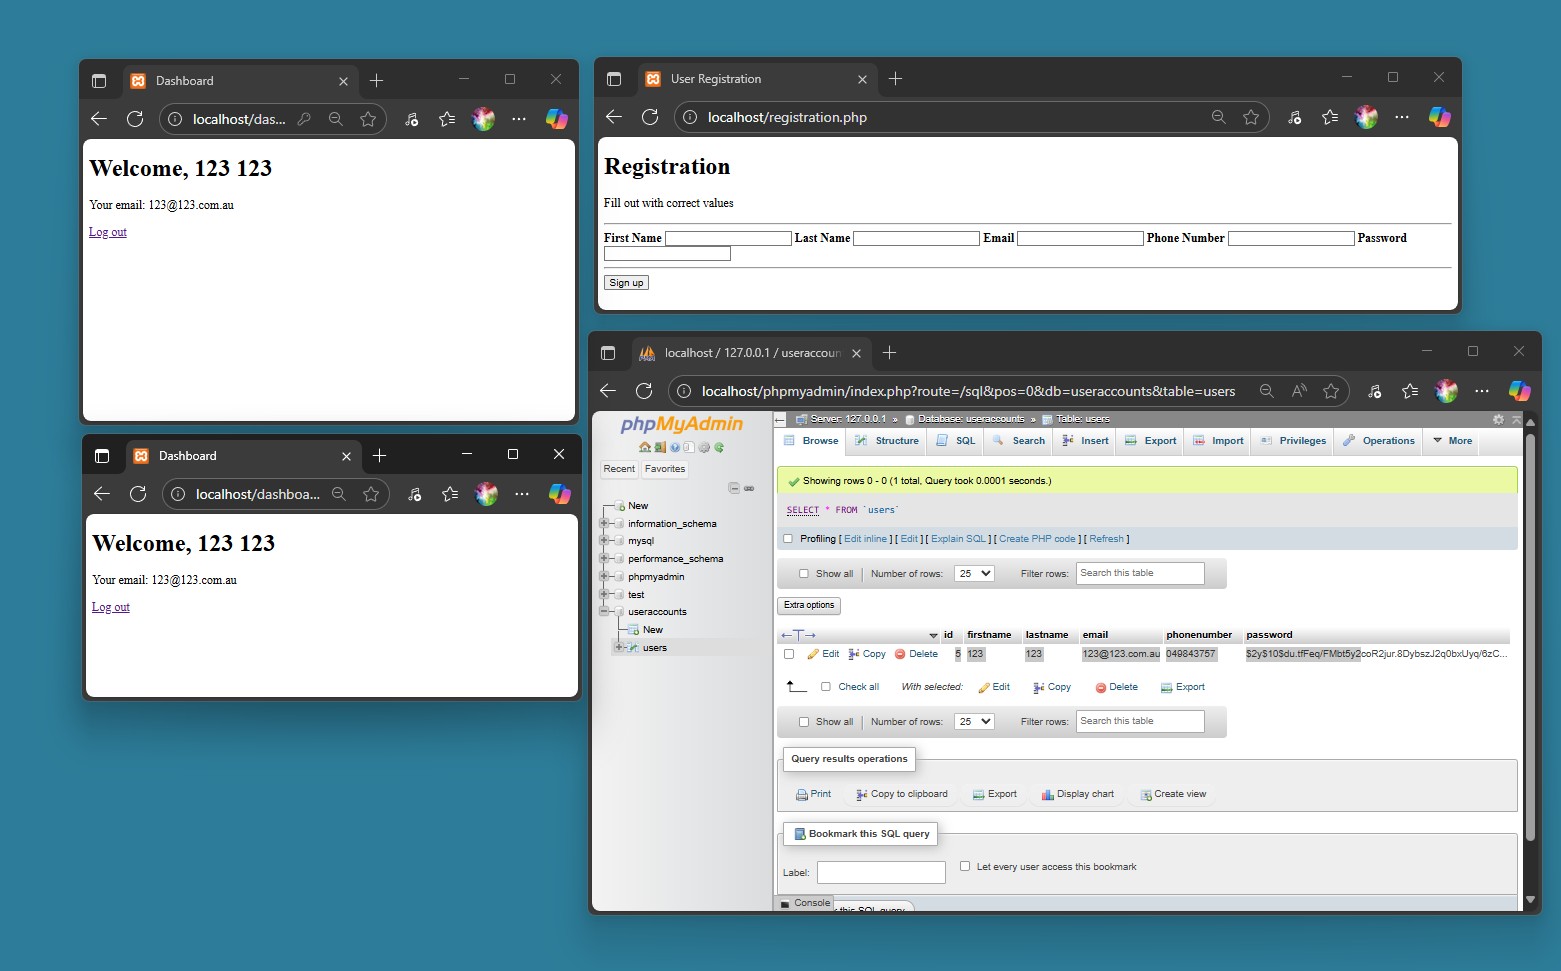 Dashboard
localhost/das...
Welcome, 123 123
Your email: 123@123.com.au
Log out
User Registration
localhost/registration.php
Registration
Fill out with correct values
First Name Last Name Email Phone Number Password
Sign up
Dashboard
localhost/dashboa...
Welcome, 123 123
Your email: 123@123.com.au
Log out
localhost / 127.0.0.1 / useraccoun
localhost/phpmyadmin/index.php?route=/sql&pos=0&db=useraccounts&table=users
phpMyAdmin
Recent Favorites
New
information_schema
mysql
performance_schema
phpmyadmin
test
useraccounts
New
users
Server: 127.0.0.1 » Database: useraccounts » Table: users
Browse Structure SQL Search Insert Export Import Privileges Operations More
Showing rows 0 - 0 (1 total, Query took 0.0001 seconds.)
SELECT * FROM `users`
Profiling [ Edit inline ] [ Edit ] [ Explain SQL ] [ Create PHP code ] [ Refresh ]
Show all | Number of rows: 25 Filter rows: Search this table
Extra options
←T→ id firstname lastname email phonenumber password
Edit Copy Delete 5 123 123 123@123.com.au 049843757 $2y$10$du.tfFeq/FMbt5y2coR2jur.8DybszJ2q0bxUyq/6zC...
Check all With selected: Edit Copy Delete Export
Show all | Number of rows: 25 Filter rows: Search this table
Query results operations
Print Copy to clipboard Export Display chart Create view
Bookmark this SQL query
Label: Let every user access this bookmark
Console this SQL query